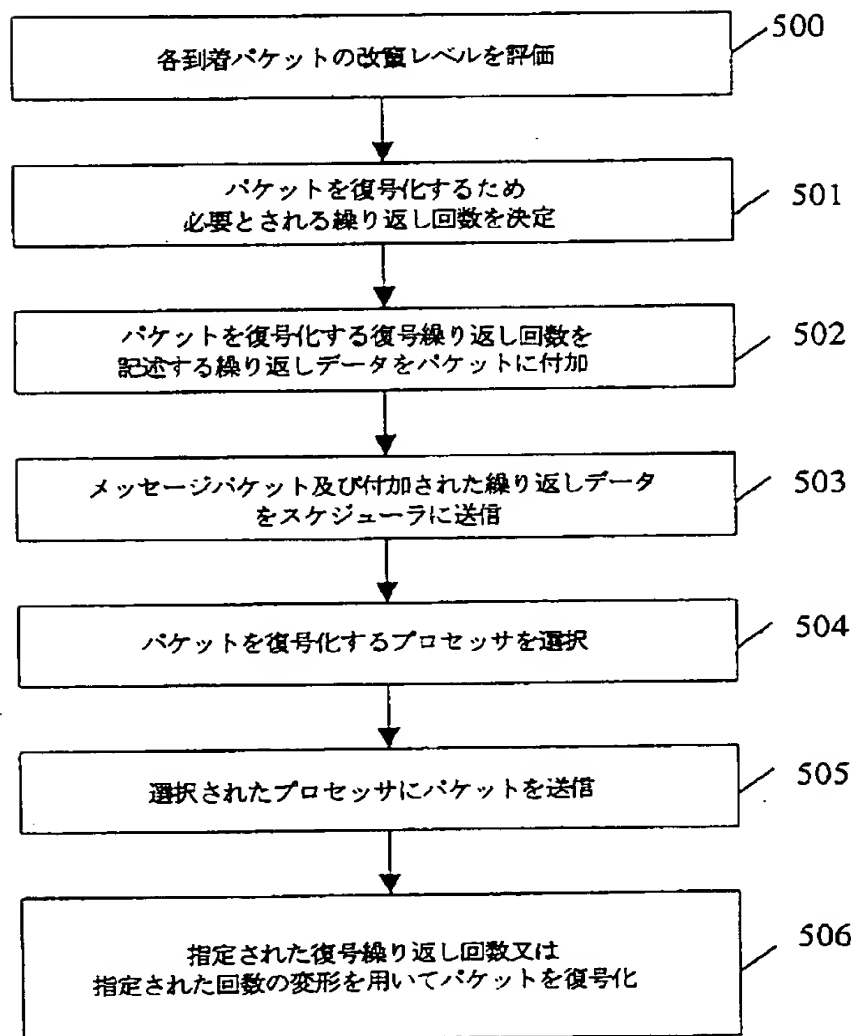 各到着パケットの改竄レベルを評価
500
パケットを復号化するため
必要とされる繰り返し回数を決定
501
パケットを復号化する復号繰り返し回数を
記述する繰り返しデータをパケットに付加
502
メッセージパケット及び付加された繰り返しデータ
をスケジューラに送信
503
パケットを復号化するプロセッサを選択
504
選択されたプロセッサにパケットを送信
505
指定された復号繰り返し回数又は
指定された回数の変形を用いてパケットを復号化
506